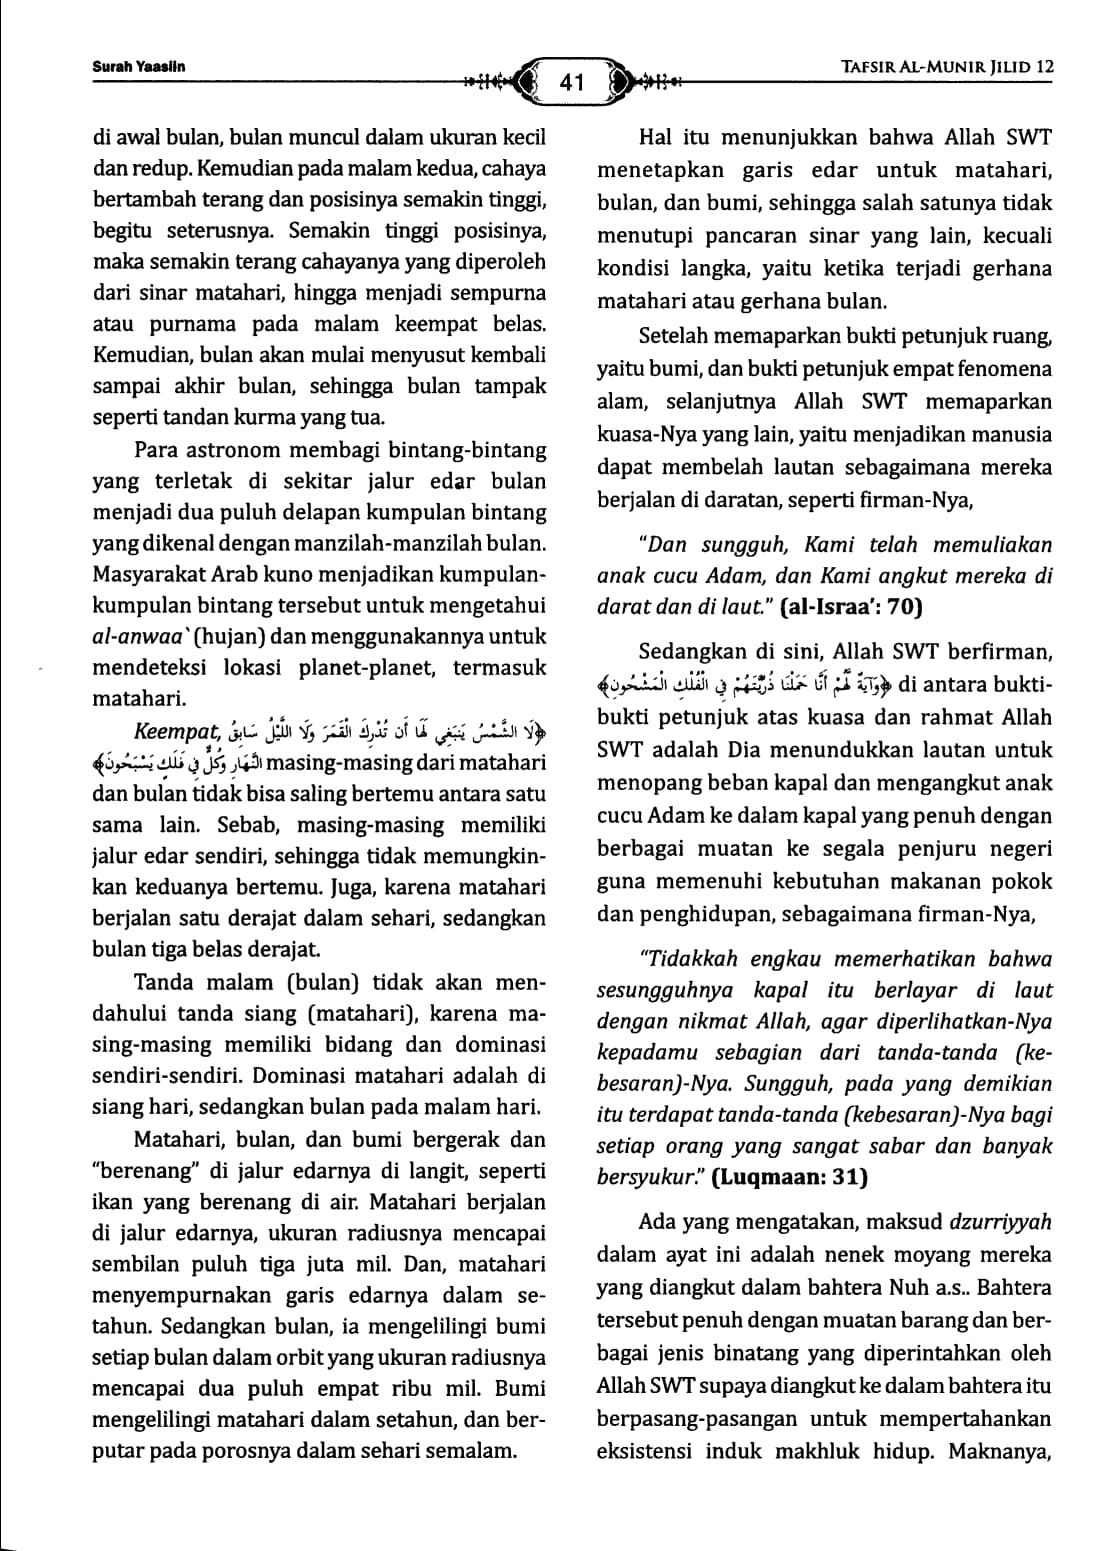 Surah Yaasiin
41
TAFSIR AL-MUNIR JILID 12
di awal bulan, bulan muncul dalam ukuran kecil
dan redup. Kemudian pada malam kedua, cahaya
bertambah terang dan posisinya semakin tinggi,
begitu seterusnya. Semakin tinggi posisinya,
maka semakin terang cahayanya yang diperoleh
dari sinar matahari, hingga menjadi sempurna
atau purnama pada malam keempat belas.
Kemudian, bulan akan mulai menyusut kembali
sampai akhir bulan, sehingga bulan tampak
seperti tandan kurma yang tua.
Para astronom membagi bintang-bintang
yang terletak di sekitar jalur edar bulan
menjadi dua puluh delapan kumpulan bintang
yang dikenal dengan manzilah-manzilah bulan.
Masyarakat Arab kuno menjadikan kumpulan-
kumpulan bintang tersebut untuk mengetahui
al-anwaa` (hujan) dan menggunakannya untuk
mendeteksi lokasi planet-planet, termasuk
matahari.
Keempat, ﴿لَا الشَّمْسُ يَنبَغِي لَهَا أَن تُدْرِكَ الْقَمَرَ وَلَا اللَّيْلُ سَابِقُ
النَّهَارِ وَكُلٌّ فِي فَلَكٍ يَسْبَحُونَ﴾ masing-masing dari matahari
dan bulan tidak bisa saling bertemu antara satu
sama lain. Sebab, masing-masing memiliki
jalur edar sendiri, sehingga tidak memungkin-
kan keduanya bertemu. Juga, karena matahari
berjalan satu derajat dalam sehari, sedangkan
bulan tiga belas derajat.
Tanda malam (bulan) tidak akan men-
dahului tanda siang (matahari), karena ma-
sing-masing memiliki bidang dan dominasi
sendiri-sendiri. Dominasi matahari adalah di
siang hari, sedangkan bulan pada malam hari.
Matahari, bulan, dan bumi bergerak dan
“berenang” di jalur edarnya di langit, seperti
ikan yang berenang di air. Matahari berjalan
di jalur edarnya, ukuran radiusnya mencapai
sembilan puluh tiga juta mil. Dan, matahari
menyempurnakan garis edarnya dalam se-
tahun. Sedangkan bulan, ia mengelilingi bumi
setiap bulan dalam orbit yang ukuran radiusnya
mencapai dua puluh empat ribu mil. Bumi
mengelilingi matahari dalam setahun, dan ber-
putar pada porosnya dalam sehari semalam.
Hal itu menunjukkan bahwa Allah SWT
menetapkan garis edar untuk matahari,
bulan, dan bumi, sehingga salah satunya tidak
menutupi pancaran sinar yang lain, kecuali
kondisi langka, yaitu ketika terjadi gerhana
matahari atau gerhana bulan.
Setelah memaparkan bukti petunjuk ruang,
yaitu bumi, dan bukti petunjuk empat fenomena
alam, selanjutnya Allah SWT memaparkan
kuasa-Nya yang lain, yaitu menjadikan manusia
dapat membelah lautan sebagaimana mereka
berjalan di daratan, seperti firman-Nya,
“Dan sungguh, Kami telah memuliakan
anak cucu Adam, dan Kami angkut mereka di
darat dan di laut.” (al-Israa’: 70)
Sedangkan di sini, Allah SWT berfirman,
﴿وَآيَةٌ لَّهُمْ أَنَّا حَمَلْنَا ذُرِّيَّتَهُمْ فِي الْفُلْكِ الْمَشْحُونِ﴾ di antara bukti-
bukti petunjuk atas kuasa dan rahmat Allah
SWT adalah Dia menundukkan lautan untuk
menopang beban kapal dan mengangkut anak
cucu Adam ke dalam kapal yang penuh dengan
berbagai muatan ke segala penjuru negeri
guna memenuhi kebutuhan makanan pokok
dan penghidupan, sebagaimana firman-Nya,
“Tidakkah engkau memerhatikan bahwa
sesungguhnya kapal itu berlayar di laut
dengan nikmat Allah, agar diperlihatkan-Nya
kepadamu sebagian dari tanda-tanda (ke-
besaran)-Nya. Sungguh, pada yang demikian
itu terdapat tanda-tanda (kebesaran)-Nya bagi
setiap orang yang sangat sabar dan banyak
bersyukur.” (Luqmaan: 31)
Ada yang mengatakan, maksud dzurriyyah
dalam ayat ini adalah nenek moyang mereka
yang diangkut dalam bahtera Nuh a.s.. Bahtera
tersebut penuh dengan muatan barang dan ber-
bagai jenis binatang yang diperintahkan oleh
Allah SWT supaya diangkut ke dalam bahtera itu
berpasang-pasangan untuk mempertahankan
eksistensi induk makhluk hidup. Maknanya,